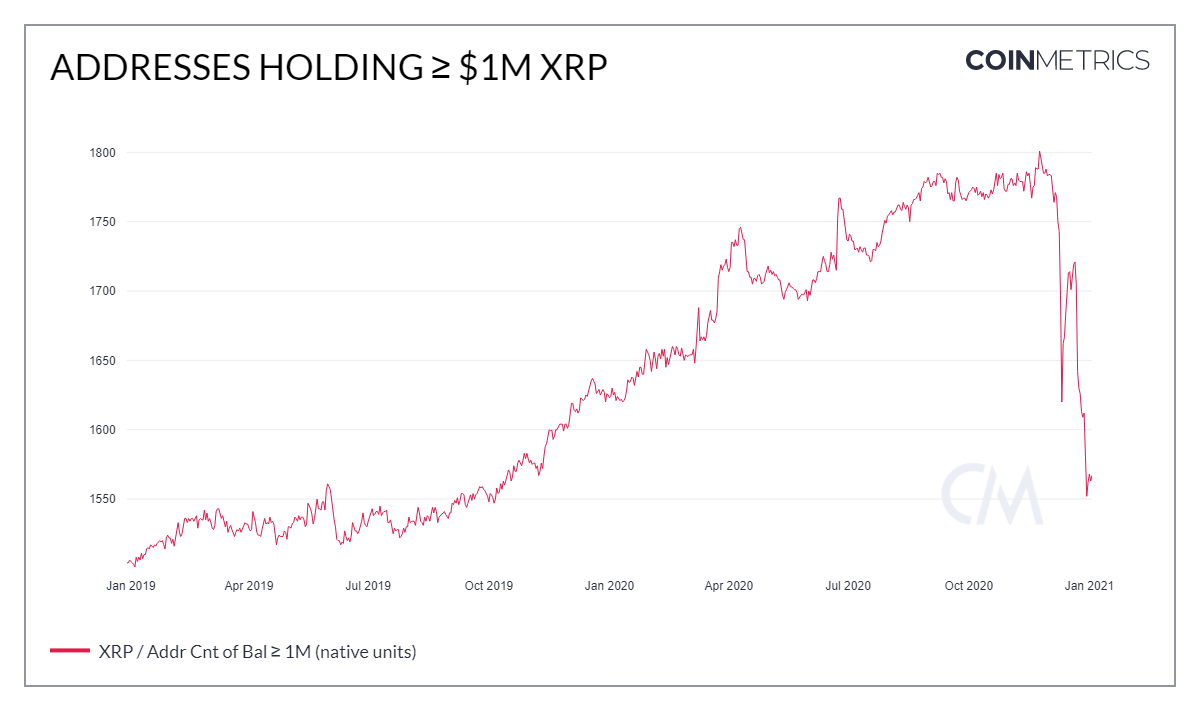 ADDRESSES HOLDING ≥ $1M XRP
COINMETRICS
1800
1750
1700
1650
1600
1550
CM
Jan 2019 Apr 2019 Jul 2019 Oct 2019 Jan 2020 Apr 2020 Jul 2020 Oct 2020 Jan 2021
XRP / Addr Cnt of Bal ≥ 1M (native units)